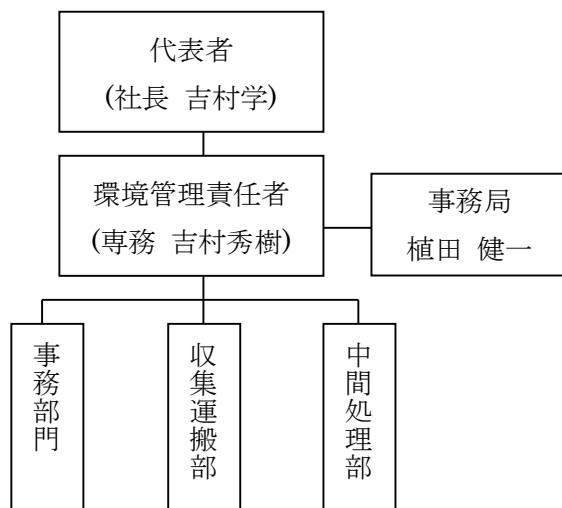 代表者
(社長 吉村学)
環境管理責任者
(専務 吉村秀樹)
事務局
植田 健一
事務部門
収集運搬部
中間処理部